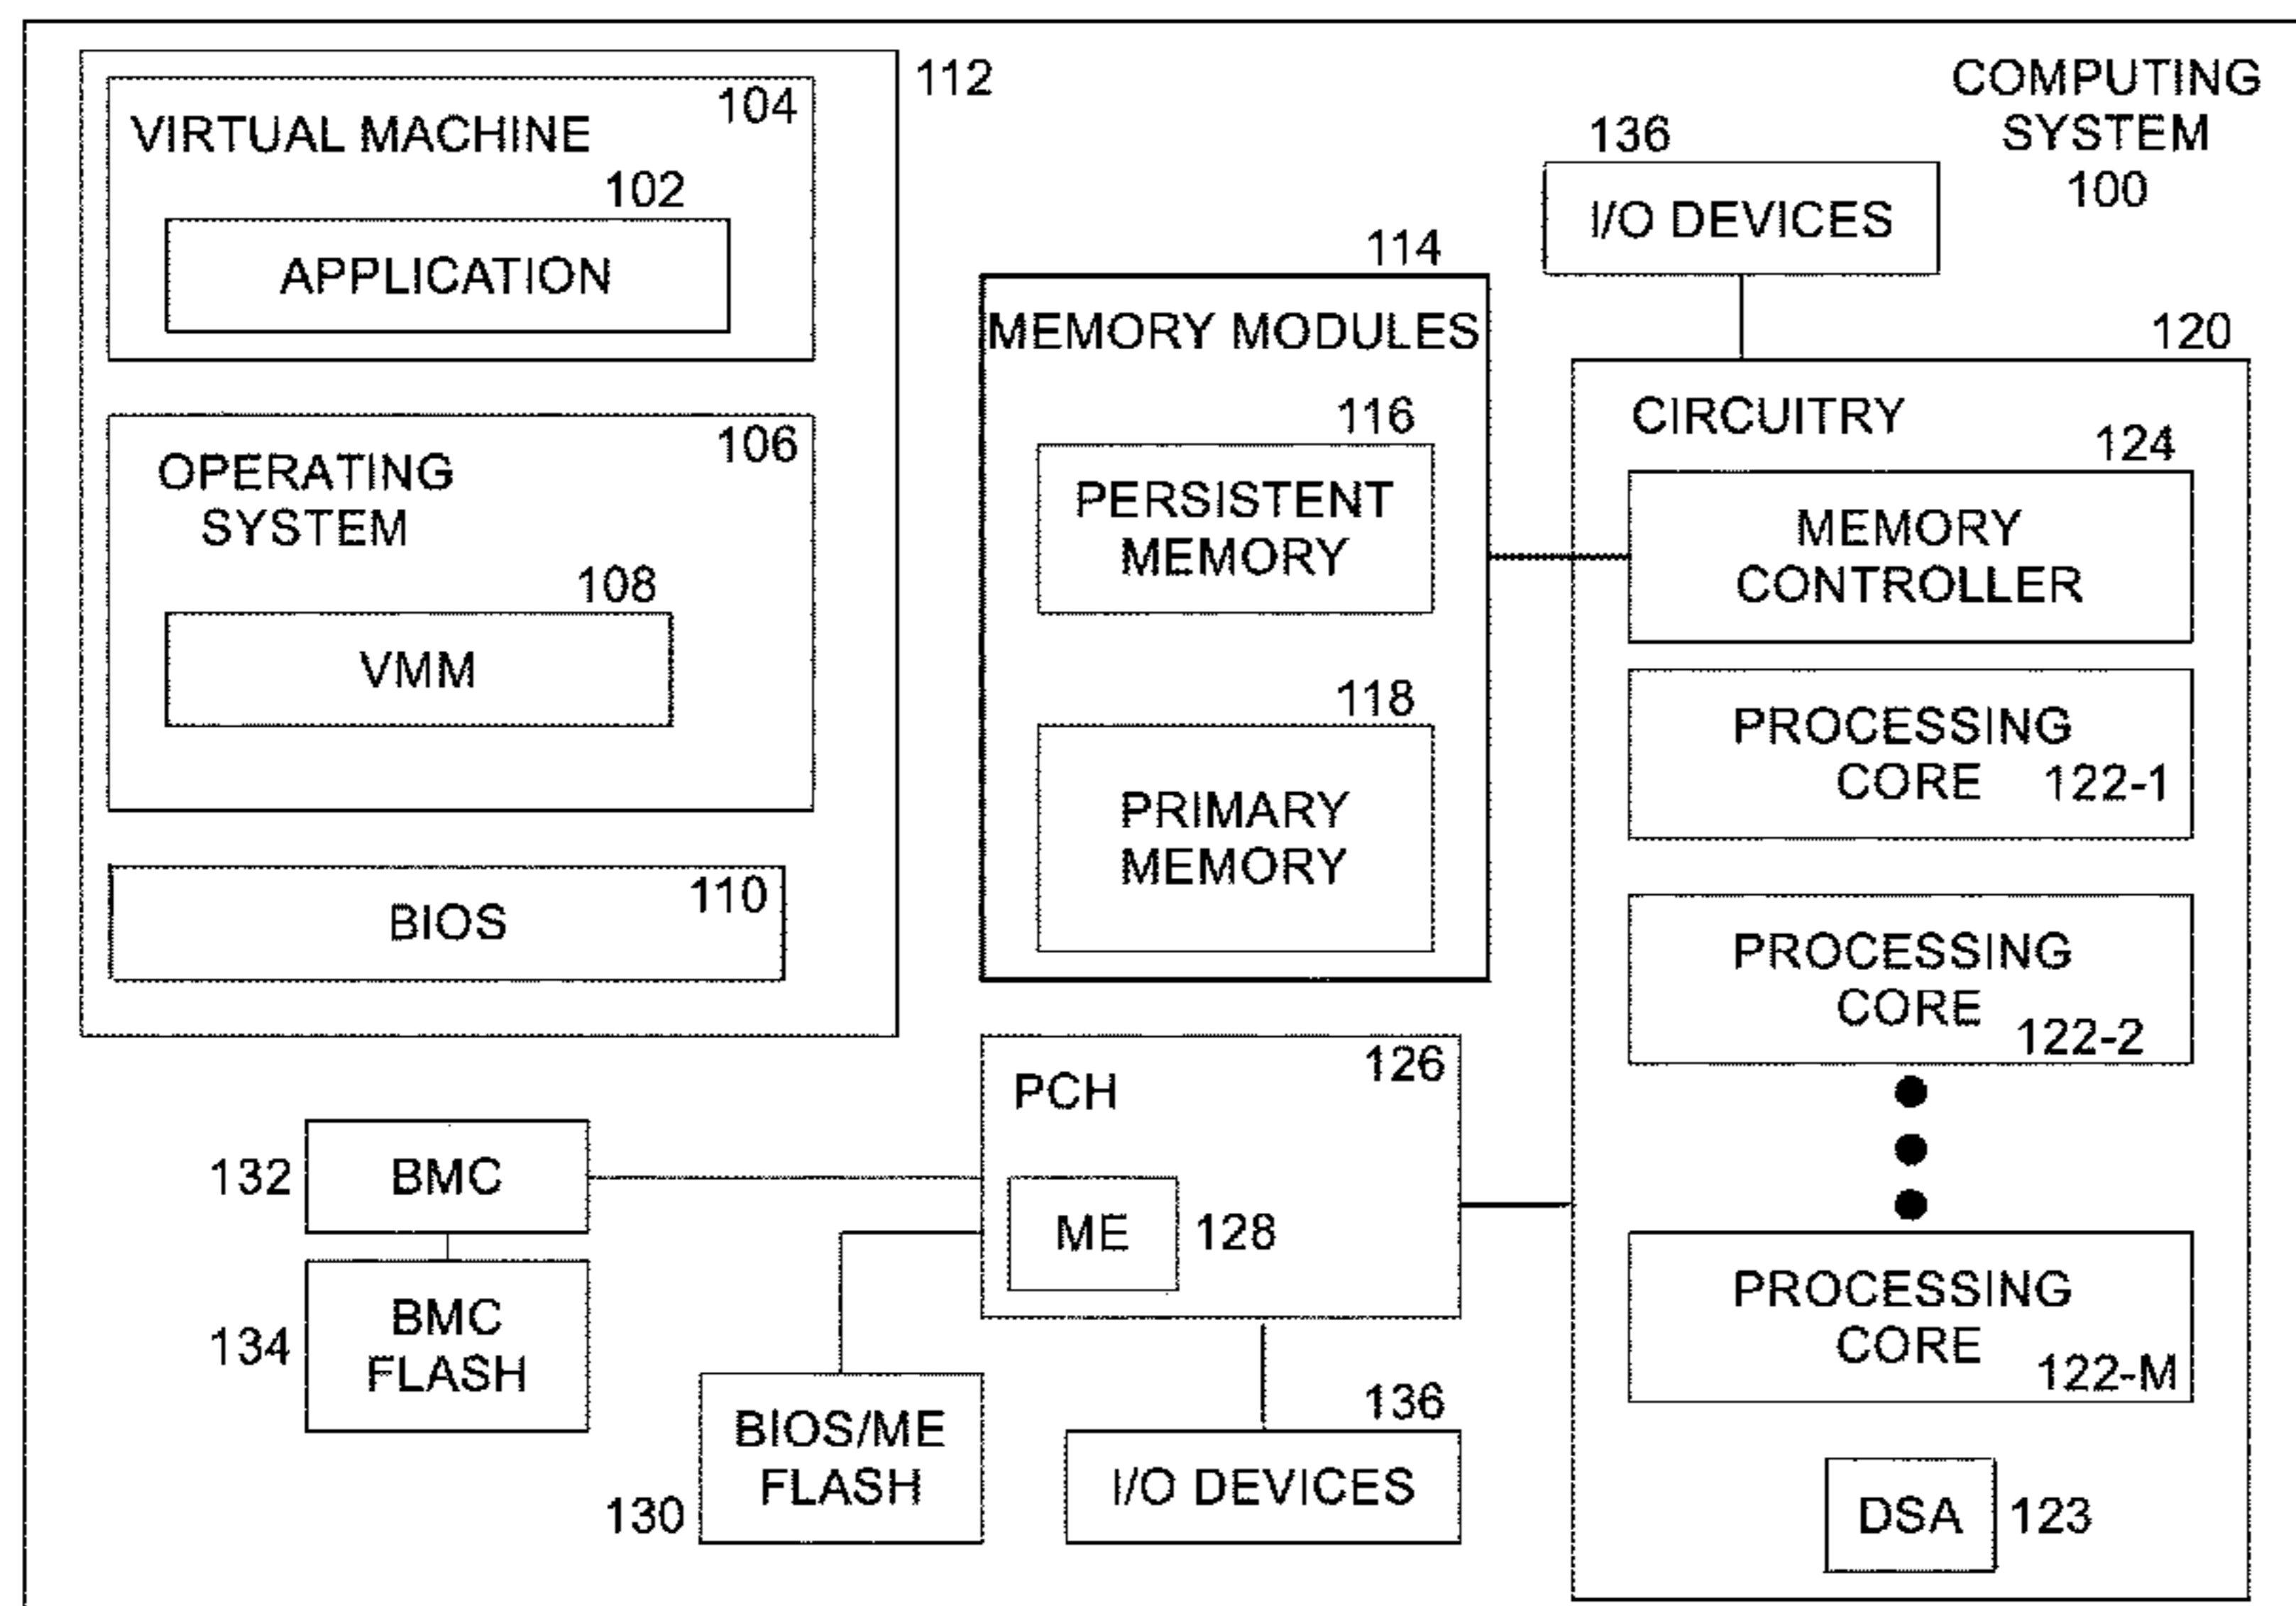 112
104
VIRTUAL MACHINE
102
APPLICATION
106
OPERATING
SYSTEM
108
VMM
110
BIOS
114
MEMORY MODULES
116
PERSISTENT
MEMORY
118
PRIMARY
MEMORY
COMPUTING
SYSTEM
100
136
I/O DEVICES
120
CIRCUITRY
124
MEMORY
CONTROLLER
PROCESSING
CORE 122-1
PROCESSING
CORE
122-2
PROCESSING
CORE
122-M
DSA 123
126
PCH
ME 128
132 BMC
134
BMC
FLASH
BIOS/ME
FLASH
130
136
I/O DEVICES